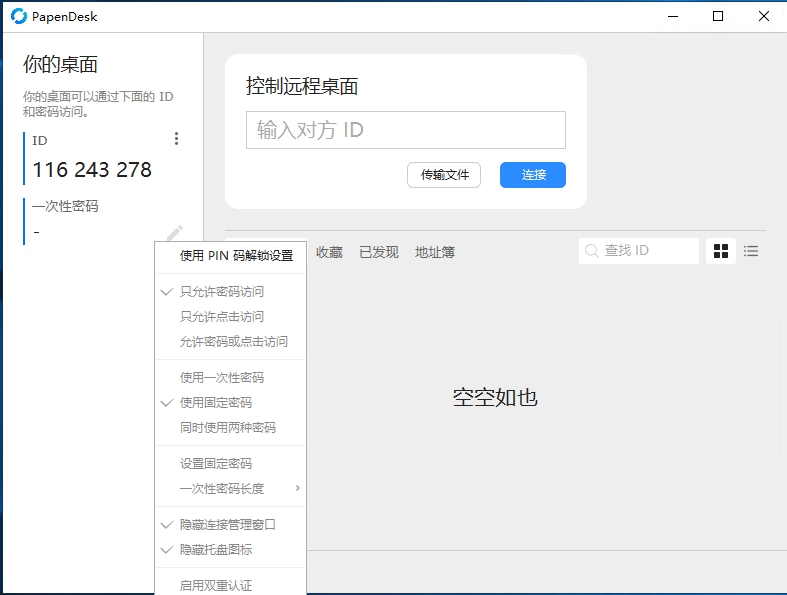 PapenDesk
你的桌面
你的桌面可以通过下面的 ID
和密码访问。
ID
116 243 278
一次性密码
-
控制远程桌面
输入对方 ID
传输文件
连接
收藏
已发现
地址簿
查找 ID
空空如也
使用 PIN 码解锁设置
只允许密码访问
只允许点击访问
允许密码或点击访问
使用一次性密码
使用固定密码
同时使用两种密码
设置固定密码
一次性密码长度
隐藏连接管理窗口
隐藏托盘图标
启用双重认证